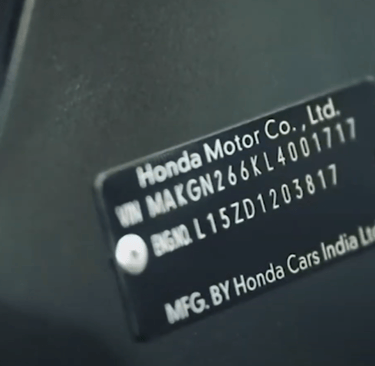 Honda Motor Co., Ltd.
VIN MAKGN266KL4001717
ENG NO. L15ZD1203817
MFG. BY Honda Cars India Lt